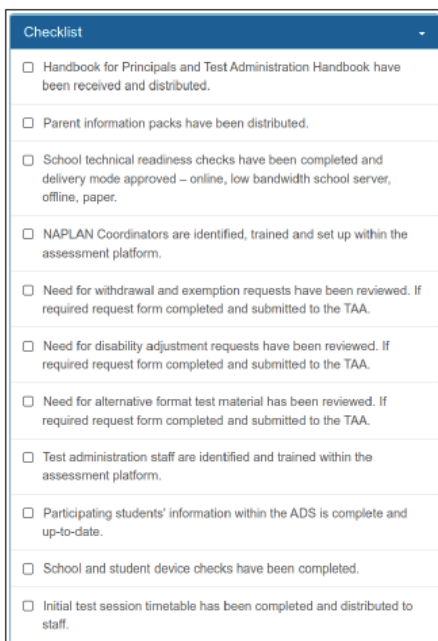 Checklist
Handbook for Principals and Test Administration Handbook have
been received and distributed.
Parent information packs have been distributed.
School technical readiness checks have been completed and
delivery mode approved – online, low bandwidth school server,
offline, paper.
NAPLAN Coordinators are identified, trained and set up within the
assessment platform.
Need for withdrawal and exemption requests have been reviewed. If
required request form completed and submitted to the TAA.
Need for disability adjustment requests have been reviewed. If
required request form completed and submitted to the TAA.
Need for alternative format test material has been reviewed. If
required request form completed and submitted to the TAA.
Test administration staff are identified and trained within the
assessment platform.
Participating students' information within the ADS is complete and
up-to-date.
School and student device checks have been completed.
Initial test session timetable has been completed and distributed to
staff.